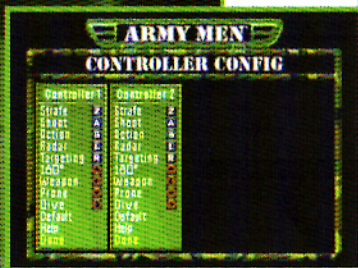 ARMY MEN
CONTROLLER CONFIG
Controller 1 Controller 2
Strafe Z Strafe Z
Shoot A Shoot A
Action B Action B
Radar L Radar L
Targeting R Targeting R
180° 180°
Weapon Weapon
Prone Prone
Dive Dive
Default Default
Help Help
Done Done